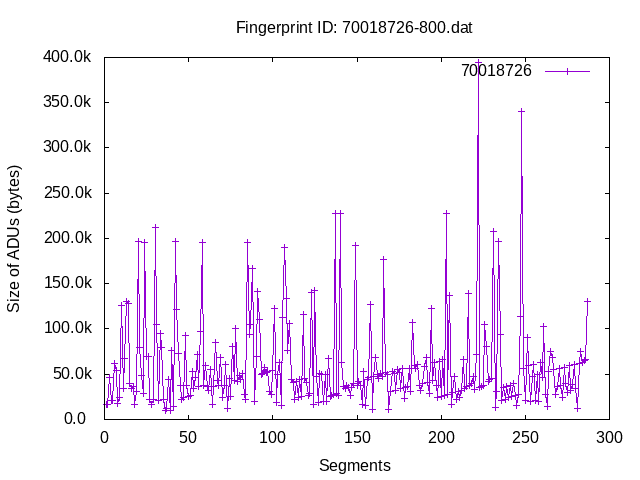 Fingerprint ID: 70018726-800.dat
400.0k
70018726
350.0k
300.0k
250.0k
200.0k
150.0k
100.0k
50.0k
0.0
Size of ADUs (bytes)
0
50
100
150
200
250
300
Segments